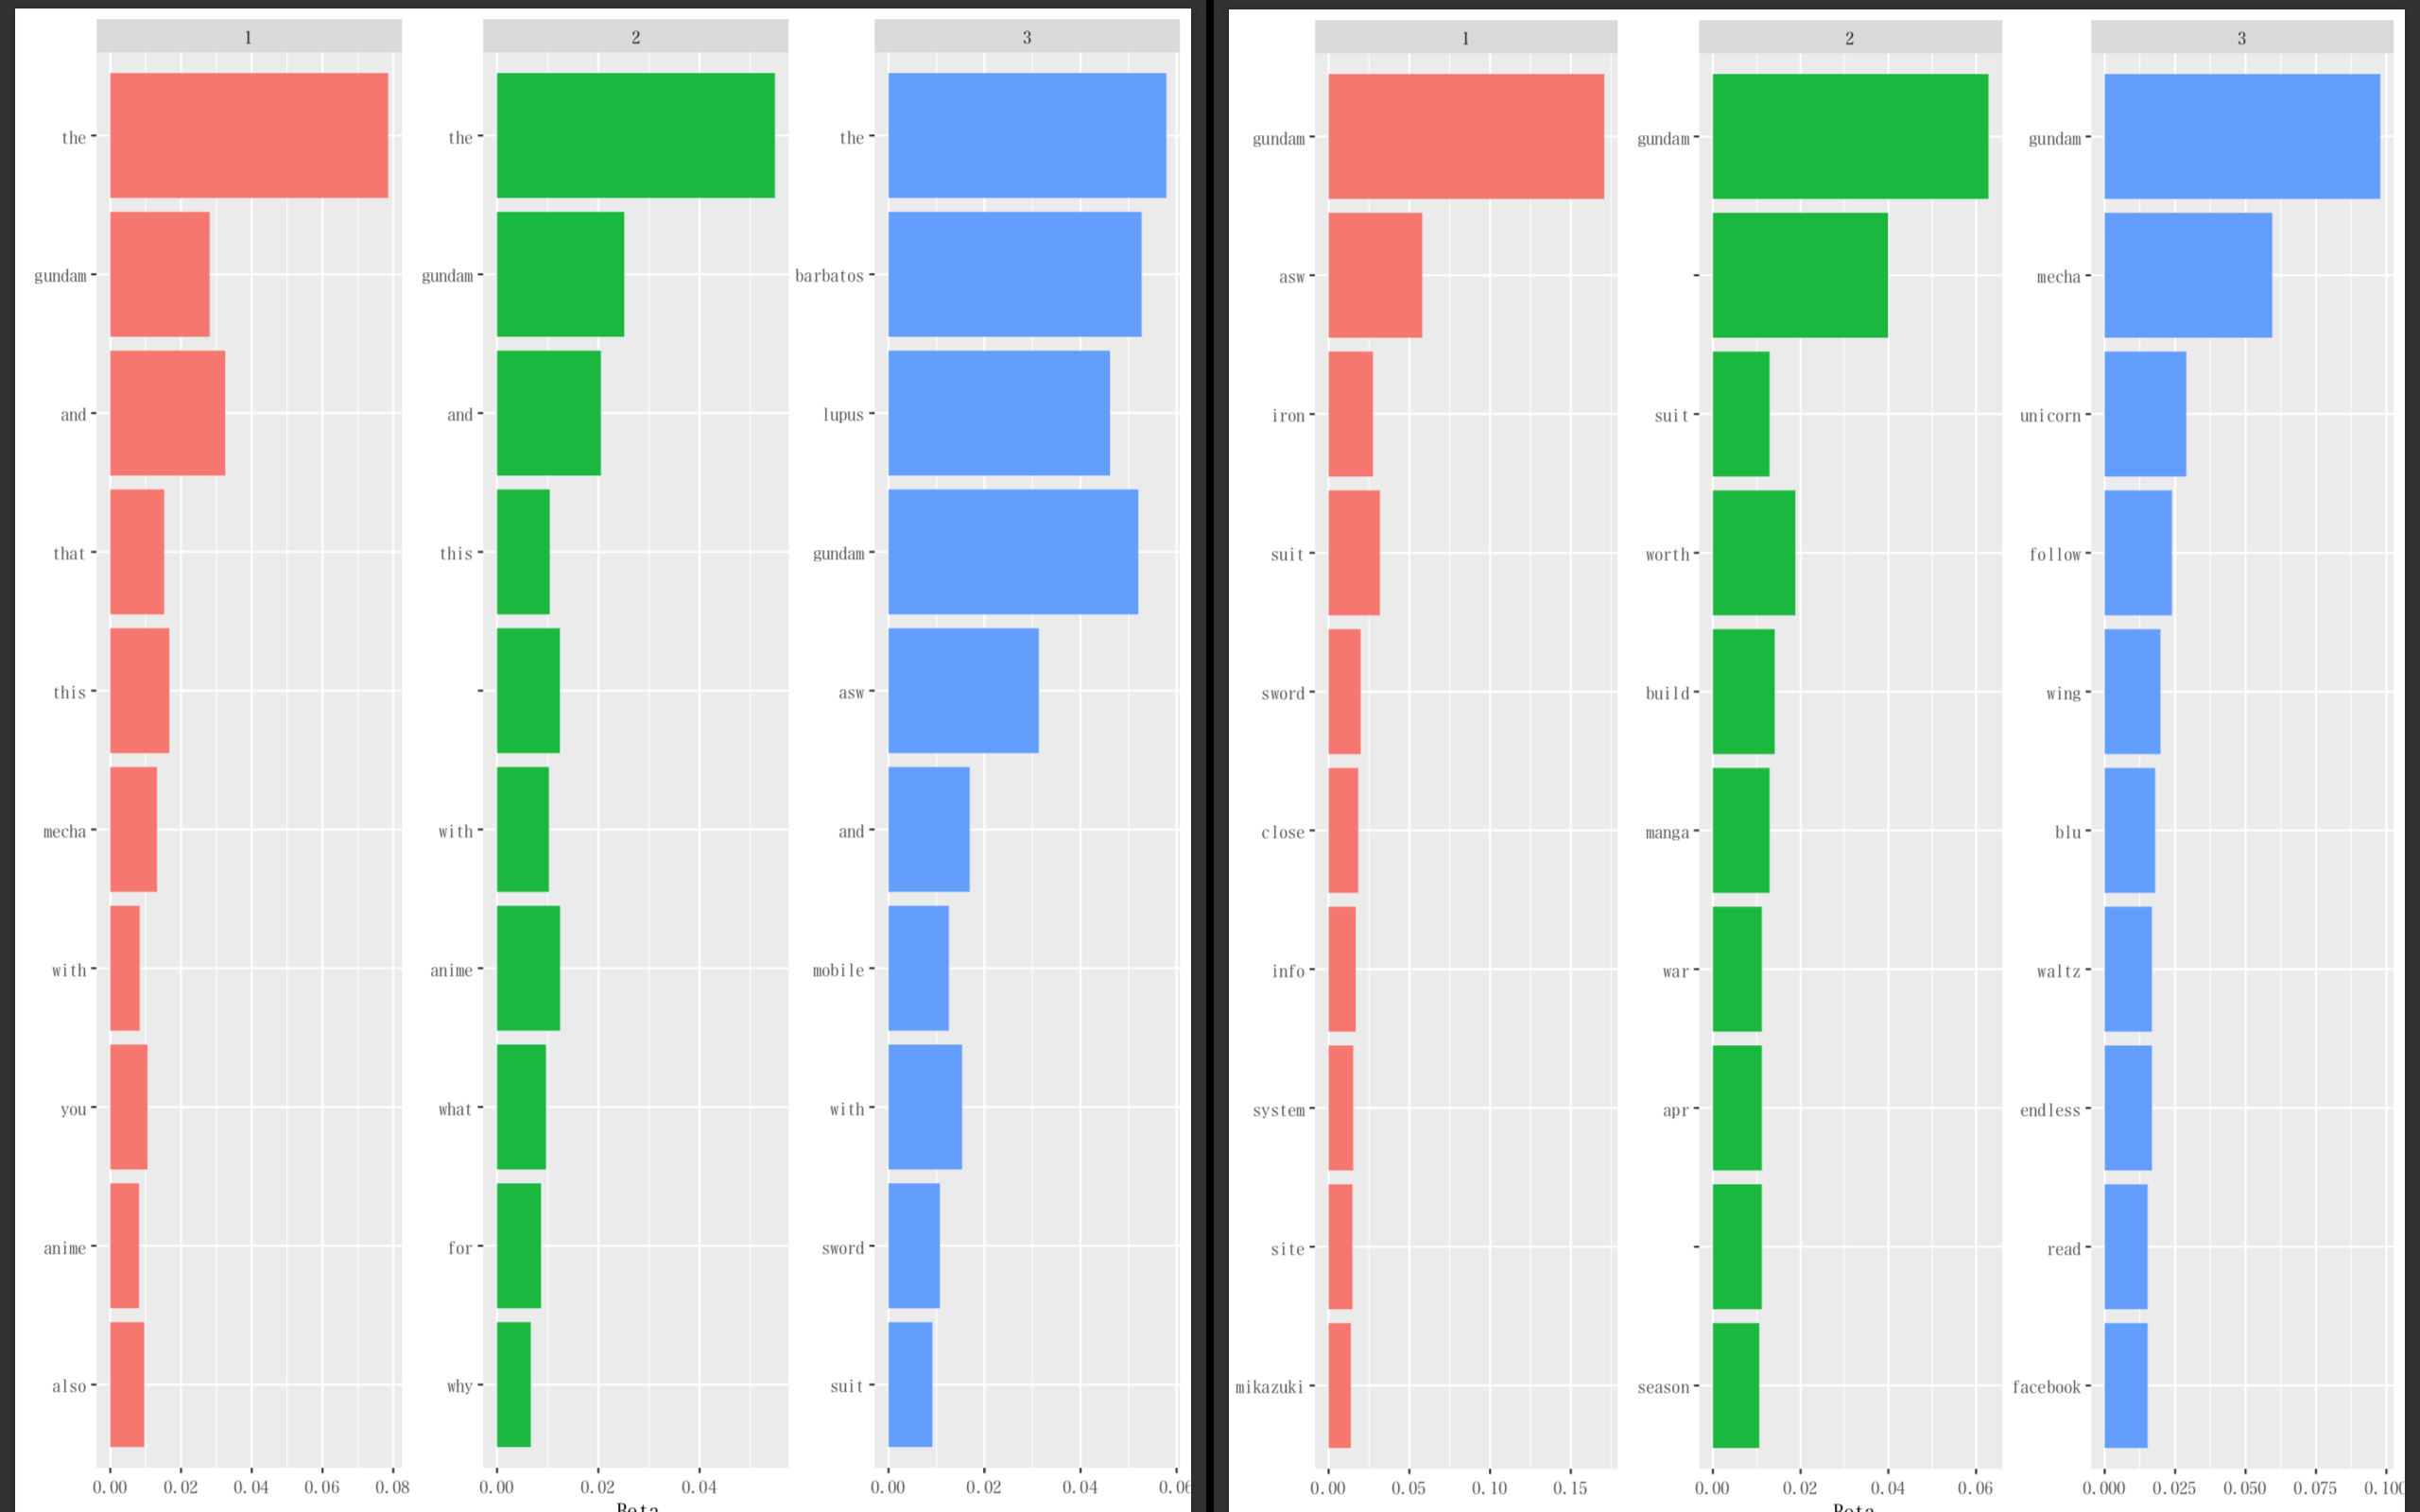 1
the
gundam
and
that
this
mecha
with
you
anime
also
0.00 0.02 0.04 0.06 0.08
2
the
gundam
and
this
with
anime
what
for
why
0.00 0.02 0.04
Beta
3
the
barbatos
lupus
gundam
asw
and
mobile
with
sword
suit
0.00 0.02 0.04 0.06
1
gundam
asw
iron
suit
sword
close
info
system
site
mikazuki
0.00 0.05 0.10 0.15
2
gundam
suit
worth
build
manga
war
apr
season
0.00 0.02 0.04 0.06
Beta
3
gundam
mecha
unicorn
follow
wing
blu
waltz
endless
read
facebook
0.000 0.025 0.050 0.075 0.100